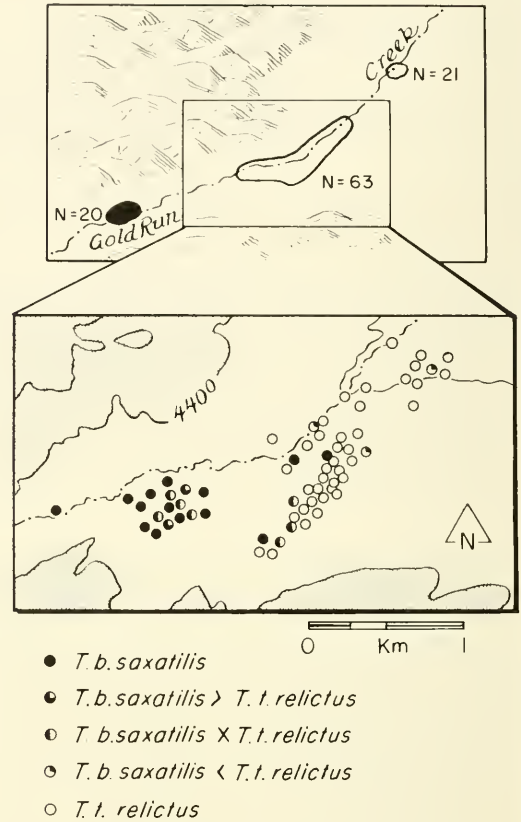 Creek
N=21
N=63
N=20
Gold Run
4400
N
0 Km 1
T. b. saxatilis
T. b. saxatilis > T. t. relictus
T. b. saxatilis X T. t. relictus
T. b. saxatilis < T. t. relictus
T. t. relictus